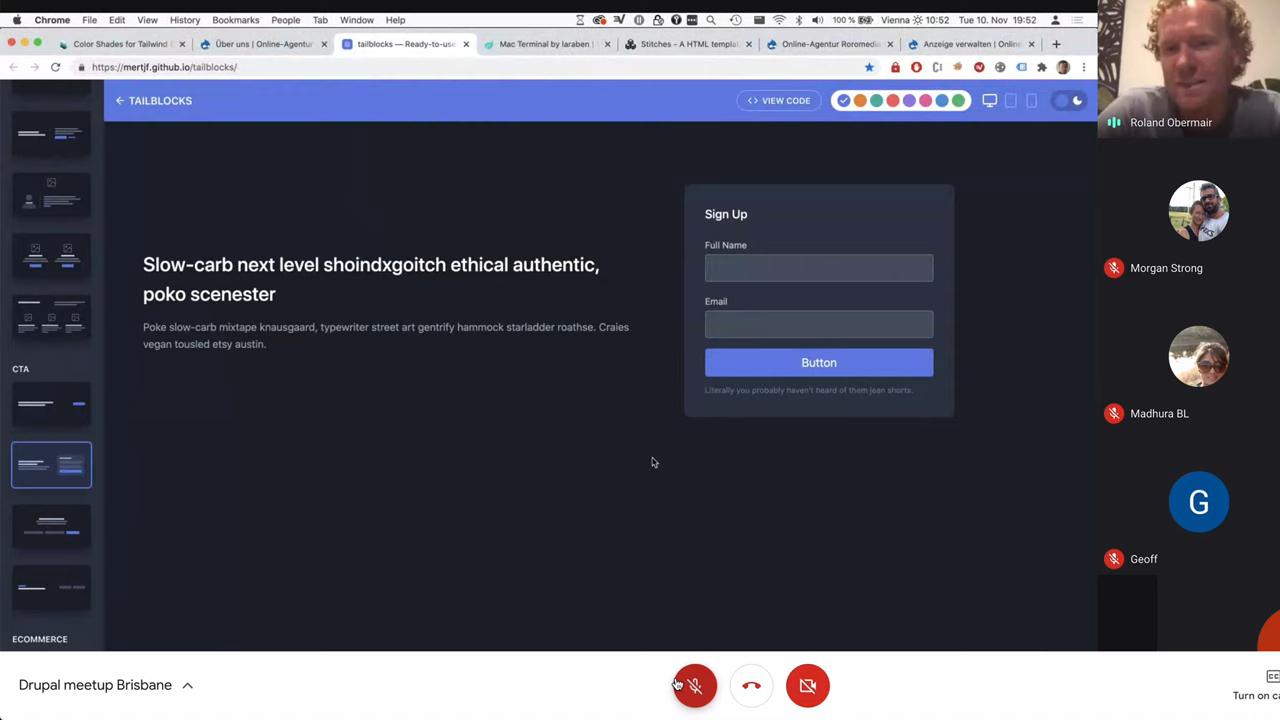 Chrome File Edit View History Bookmarks People Tab Window Help 100 % Vienna 10:52 Tue 10. Nov 19:52
Color Shades for Tailwind Über uns | Online-Agentur tailblocks — Ready-to-use Mac Terminal by laraben Stitches - A HTML templat Online-Agentur Roromedia Anzeige verwalten | Online
https://mertjf.github.io/tailblocks/
TAILBLOCKS
VIEW CODE
Roland Obermair
Sign Up
Full Name
Slow-carb next level shoindxgoitch ethical authentic,
poko scenester
Email
Poke slow-carb mixtape knausgaard, typewriter street art gentrify hammock starladder roathse. Craies
vegan tousled etsy austin.
Button
Literally you probably haven't heard of them jean shorts.
CTA
ECOMMERCE
Morgan Strong
Madhura BL
G
Geoff
Drupal meetup Brisbane
CC
Turn on ca